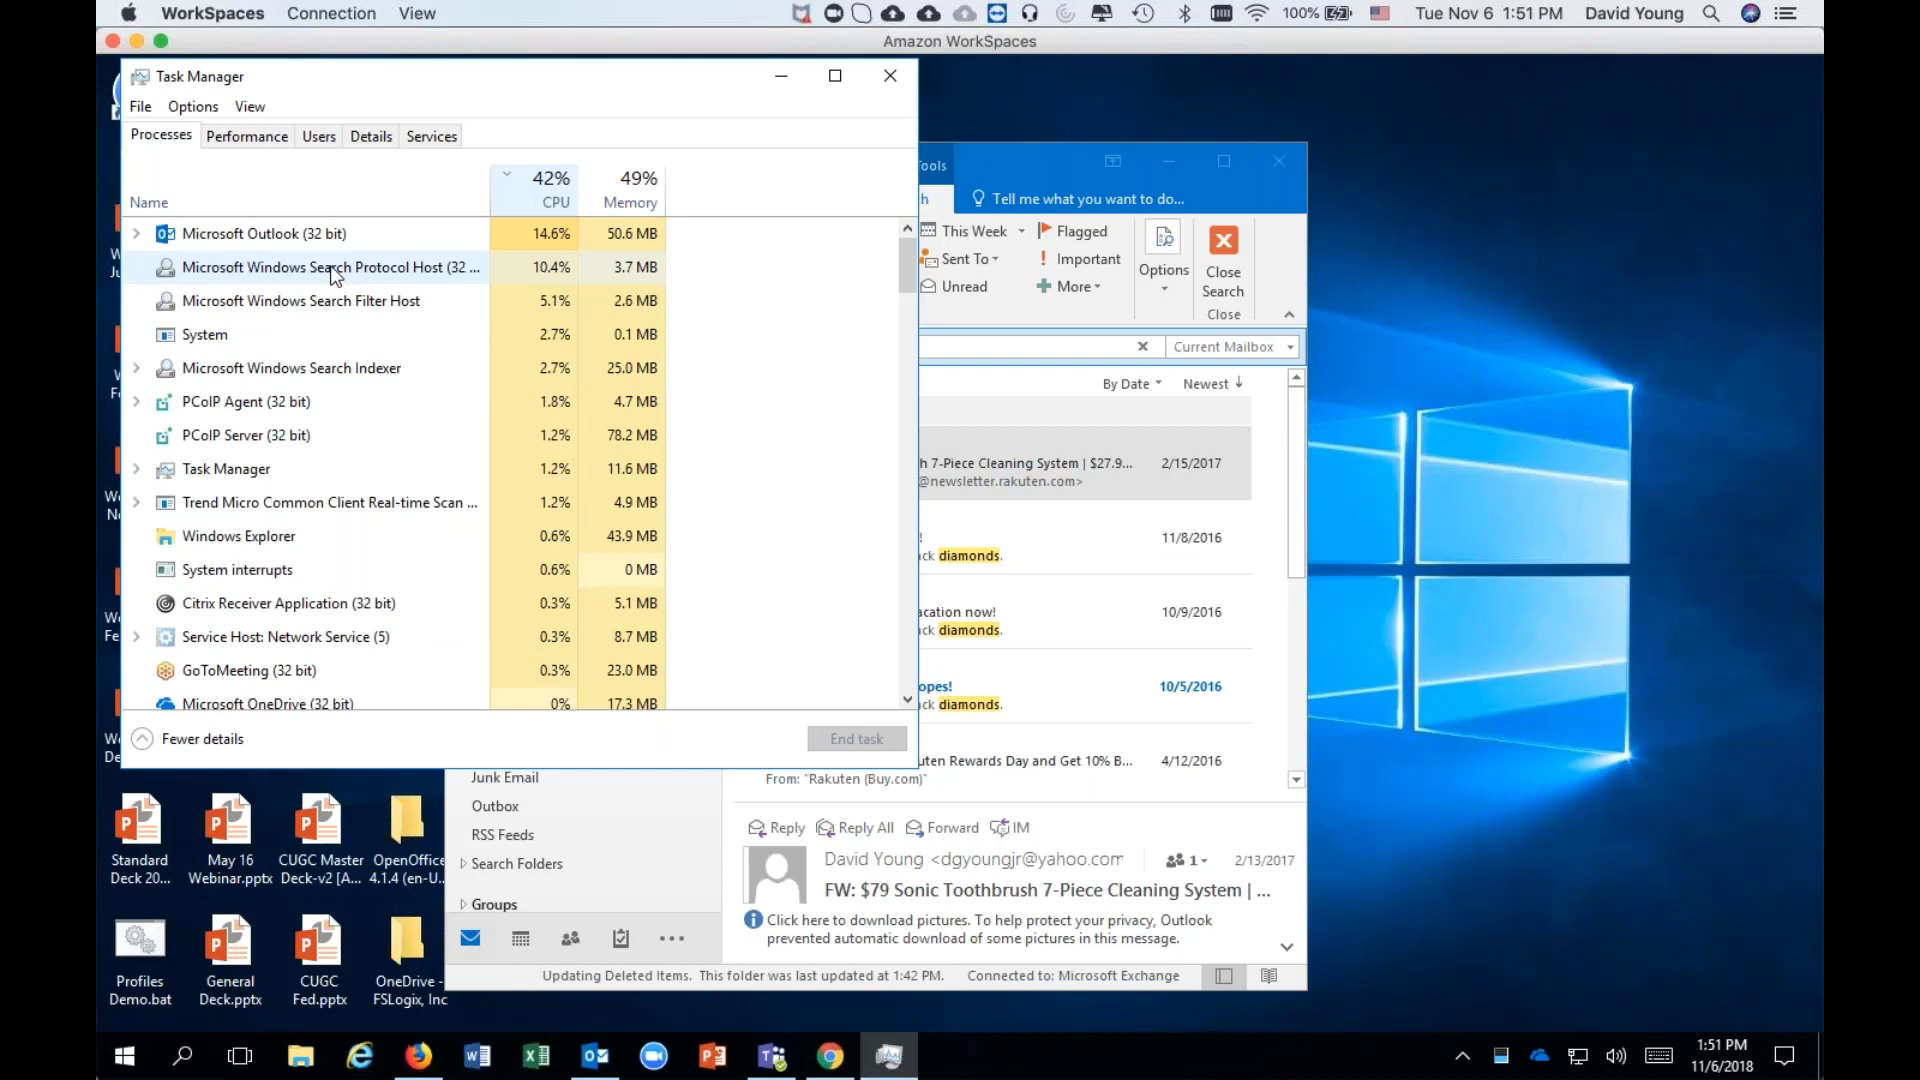 WorkSpaces Connection View
100% Tue Nov 6 1:51 PM David Young
Amazon WorkSpaces
Task Manager
File Options View
Processes Performance Users Details Services
42% 49%
Name CPU Memory
Microsoft Outlook (32 bit) 14.6% 50.6 MB
Microsoft Windows Search Protocol Host (32 ... 10.4% 3.7 MB
Microsoft Windows Search Filter Host 5.1% 2.6 MB
System 2.7% 0.1 MB
Microsoft Windows Search Indexer 2.7% 25.0 MB
PCoIP Agent (32 bit) 1.8% 4.7 MB
PCoIP Server (32 bit) 1.2% 78.2 MB
Task Manager 1.2% 11.6 MB
Trend Micro Common Client Real-time Scan ... 1.2% 4.9 MB
Windows Explorer 0.6% 43.9 MB
System interrupts 0.6% 0 MB
Citrix Receiver Application (32 bit) 0.3% 5.1 MB
Service Host: Network Service (5) 0.3% 8.7 MB
GoToMeeting (32 bit) 0.3% 23.0 MB
Microsoft OneDrive (32 bit) 0% 17.3 MB
Fewer details End task
ools
h Tell me what you want to do...
This Week Flagged
Sent To Important
Unread More
Options
Close
Search
Close
Current Mailbox
By Date Newest
h 7-Piece Cleaning System | $27.9... 2/15/2017
@newsletter.rakuten.com>
! 11/8/2016
ck diamonds.
acation now! 10/9/2016
ck diamonds.
opes! 10/5/2016
ck diamonds.
uten Rewards Day and Get 10% B... 4/12/2016
From: "Rakuten (Buy.com)"
Junk Email
Outbox
RSS Feeds
Search Folders
Groups
Reply Reply All Forward IM
David Young <dgyoungjr@yahoo.com 1 2/13/2017
FW: $79 Sonic Toothbrush 7-Piece Cleaning System | ...
Click here to download pictures. To help protect your privacy, Outlook
prevented automatic download of some pictures in this message.
Updating Deleted Items. This folder was last updated at 1:42 PM. Connected to: Microsoft Exchange
Standard
Deck 20...
May 16
Webinar.pptx
CUGC Master
Deck-v2 [A...
OpenOffice
4.1.4 (en-U...
Profiles
Demo.bat
General
Deck.pptx
CUGC
Fed.pptx
OneDrive -
FSLogix, Inc
1:51 PM
11/6/2018